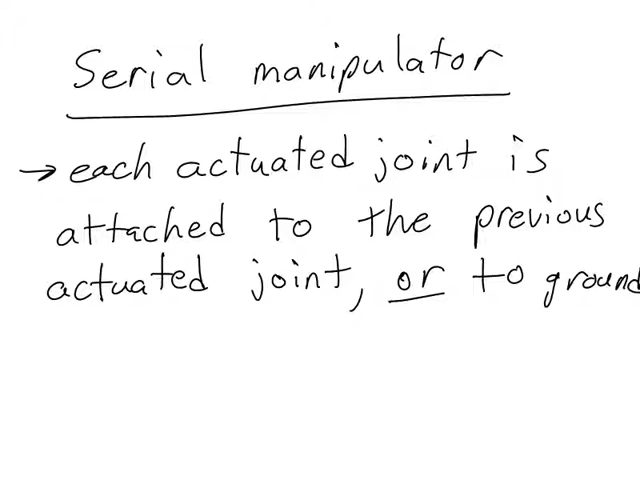 Serial manipulator
→ each actuated joint is
attached to the previous
actuated joint, or to ground